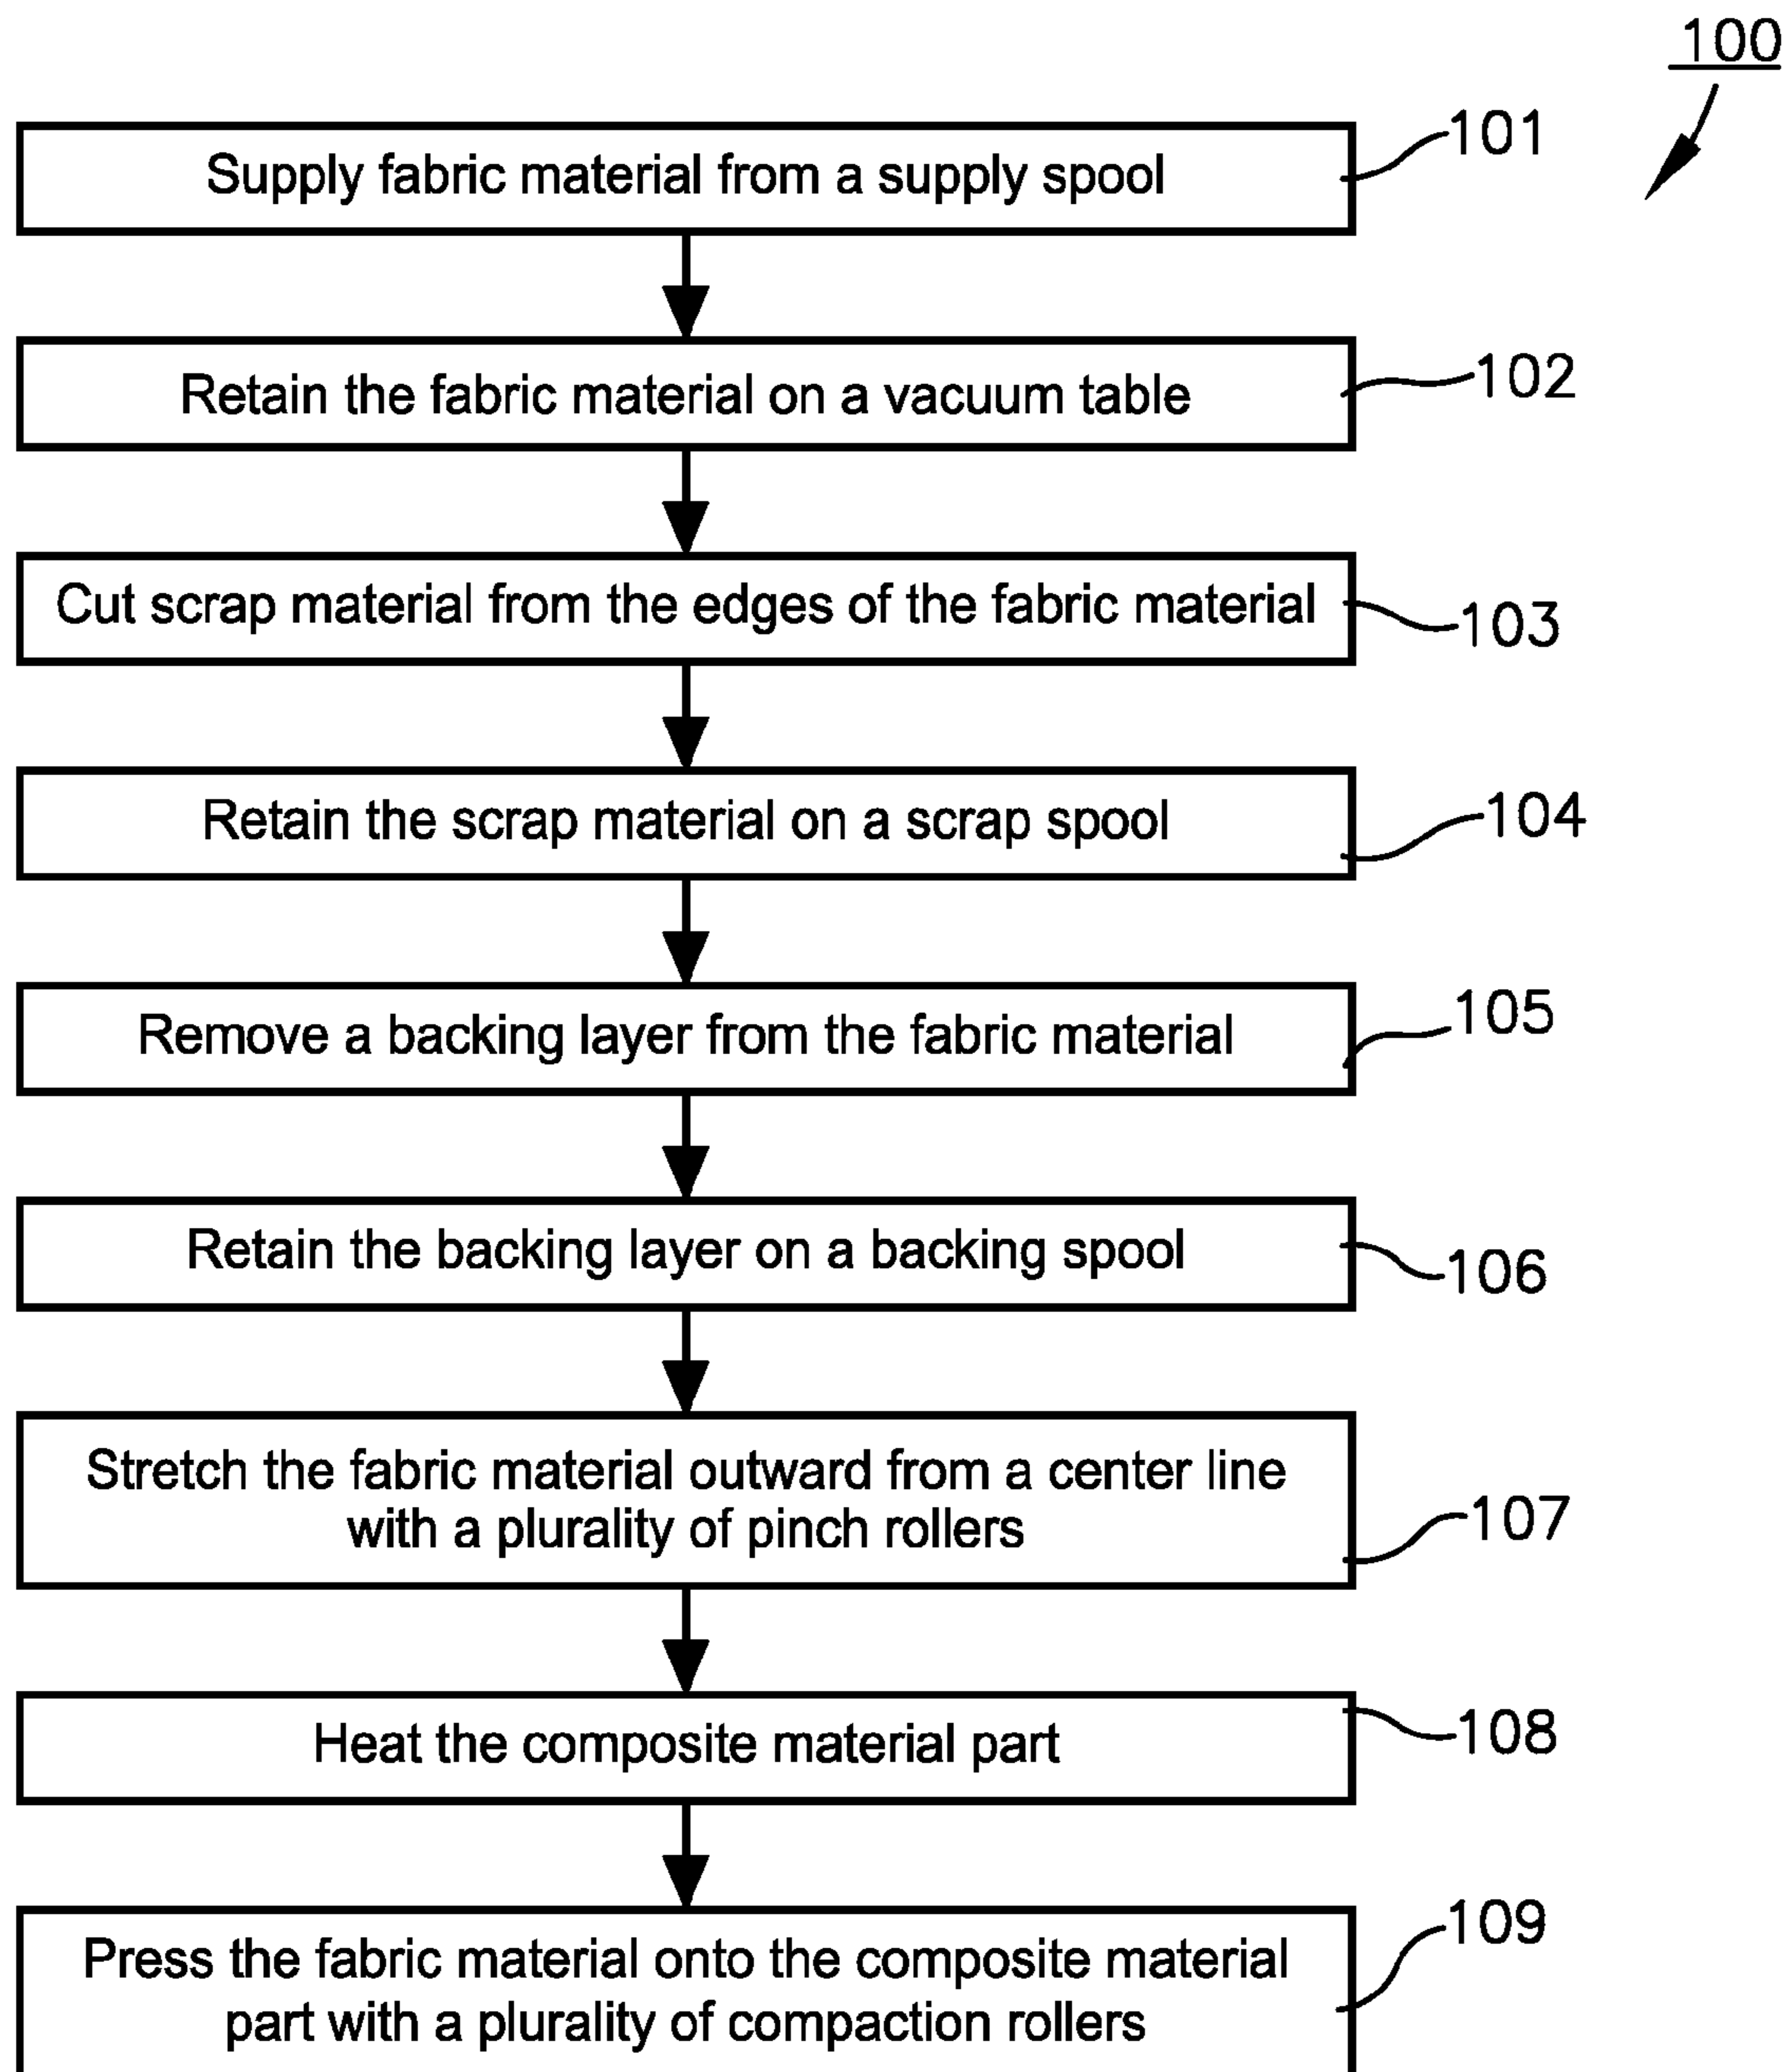 100
Supply fabric material from a supply spool
101
Retain the fabric material on a vacuum table
102
Cut scrap material from the edges of the fabric material
103
Retain the scrap material on a scrap spool
104
Remove a backing layer from the fabric material
105
Retain the backing layer on a backing spool
106
Stretch the fabric material outward from a center line
with a plurality of pinch rollers
107
Heat the composite material part
108
Press the fabric material onto the composite material
part with a plurality of compaction rollers
109